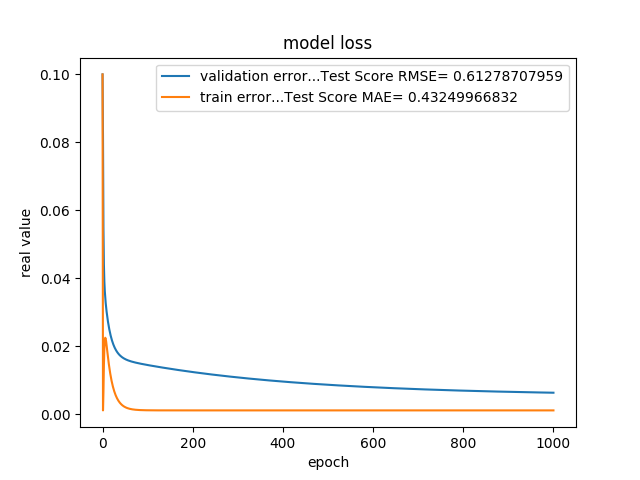 model loss
validation error...Test Score RMSE= 0.61278707959
train error...Test Score MAE= 0.43249966832
real value
0.10
0.08
0.06
0.04
0.02
0.00
0 200 400 600 800 1000
epoch